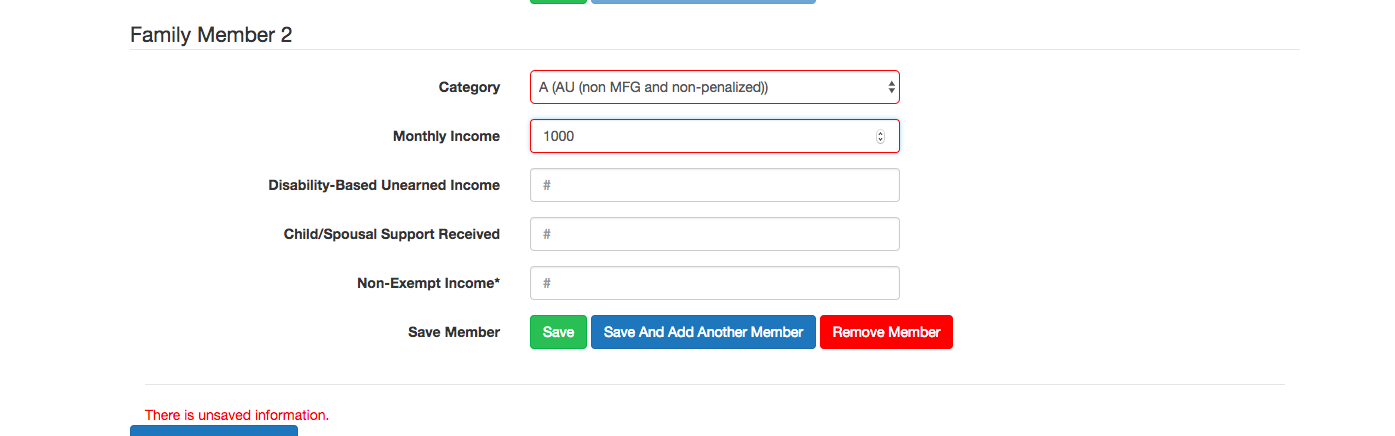 Family Member 2
Category
A (AU (non MFG and non-penalized))
Monthly Income
1000
Disability-Based Unearned Income
#
Child/Spousal Support Received
#
Non-Exempt Income*
#
Save Member
Save
Save And Add Another Member
Remove Member
There is unsaved information.